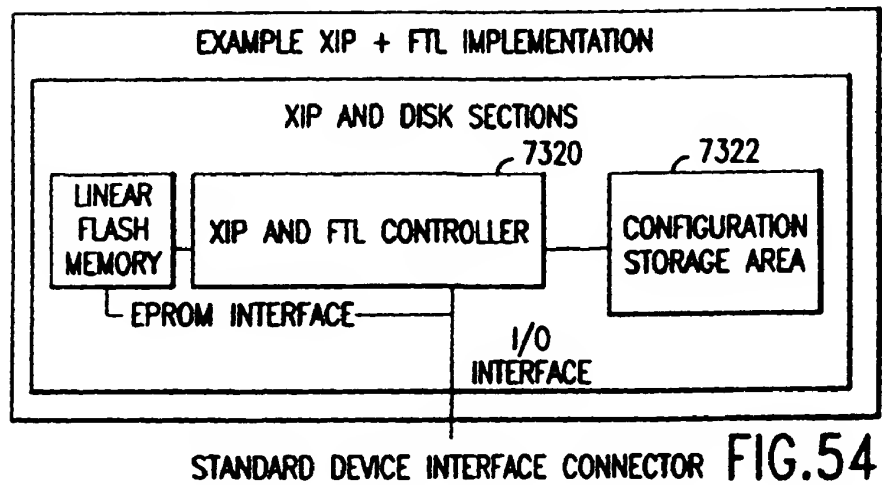 EXAMPLE XIP + FTL IMPLEMENTATION
XIP AND DISK SECTIONS
7320
7322
LINEAR
FLASH
MEMORY
XIP AND FTL CONTROLLER
CONFIGURATION
STORAGE AREA
EPROM INTERFACE
I/O
INTERFACE
STANDARD DEVICE INTERFACE CONNECTOR
FIG.54